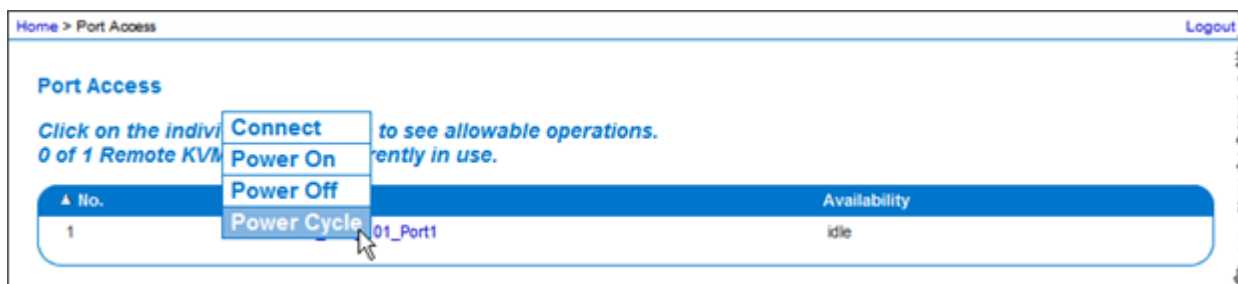 Home > Port Access Logout
Port Access
Click on the indivi to see allowable operations.
0 of 1 Remote KVM rently in use.
Connect
Power On
Power Off
Power Cycle
▲ No. Availability
1 01_Port1 idle